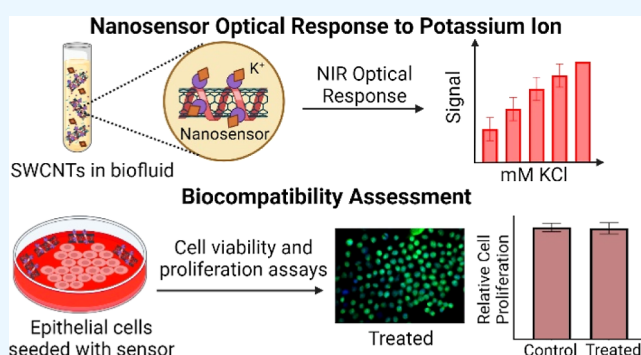 Nanosensor Optical Response to Potassium Ion
K+
Nanosensor
SWCNTs in biofluid
NIR Optical
Response
Signal
mM KCl
Biocompatibility Assessment
Epithelial cells
seeded with sensor
Cell viability and
proliferation assays
Treated
Relative Cell
Proliferation
Control Treated